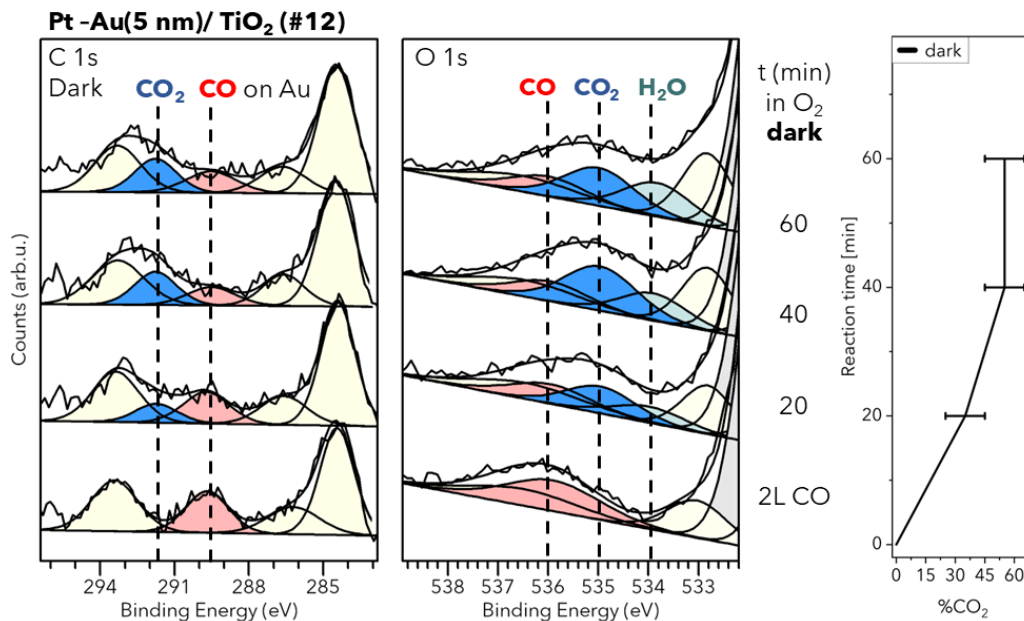 Pt -Au(5 nm)/ TiO₂ (#12)
C 1s
Dark
CO₂ CO on Au
Counts (arb.u.)
294 291 288 285
Binding Energy (eV)
O 1s
CO CO₂ H₂O
538 537 536 535 534 533
Binding Energy (eV)
t (min)
in O₂
dark
60
40
20
2L CO
dark
Reaction time [min]
60
40
20
0
0 15 30 45 60
%CO₂